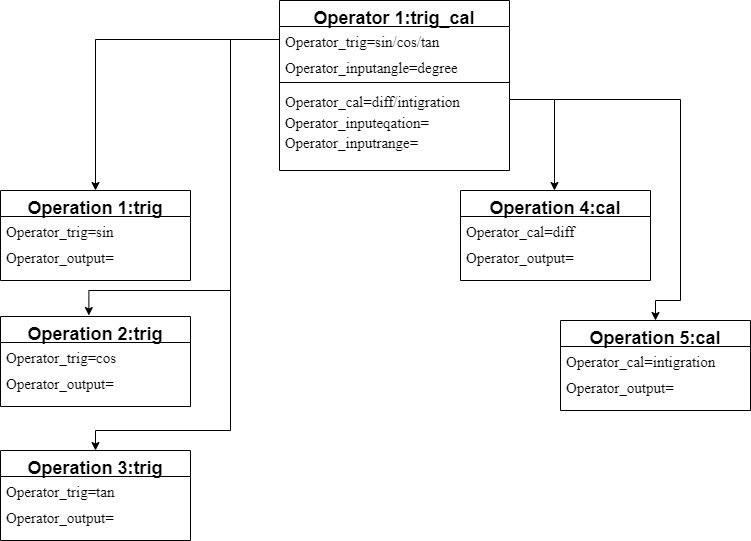 Operator 1:trig_cal
Operator_trig=sin/cos/tan
Operator_inputangle=degree
Operator_cal=diff/intigration
Operator_inputeqation=
Operator_inputrange=
Operation 1:trig
Operator_trig=sin
Operator_output=
Operation 4:cal
Operator_cal=diff
Operator_output=
Operation 2:trig
Operator_trig=cos
Operator_output=
Operation 5:cal
Operator_cal=intigration
Operator_output=
Operation 3:trig
Operator_trig=tan
Operator_output=